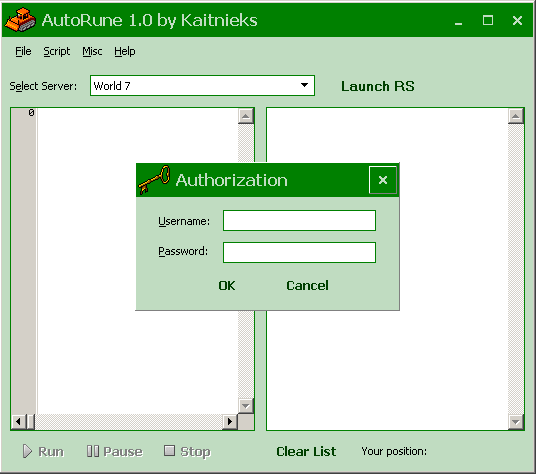 AutoRune 1.0 by Kaitnieks
File Script Misc Help
Select Server: World 7 Launch RS
0
Authorization
Username:
Password:
OK Cancel
Run Pause Stop Clear List Your position: